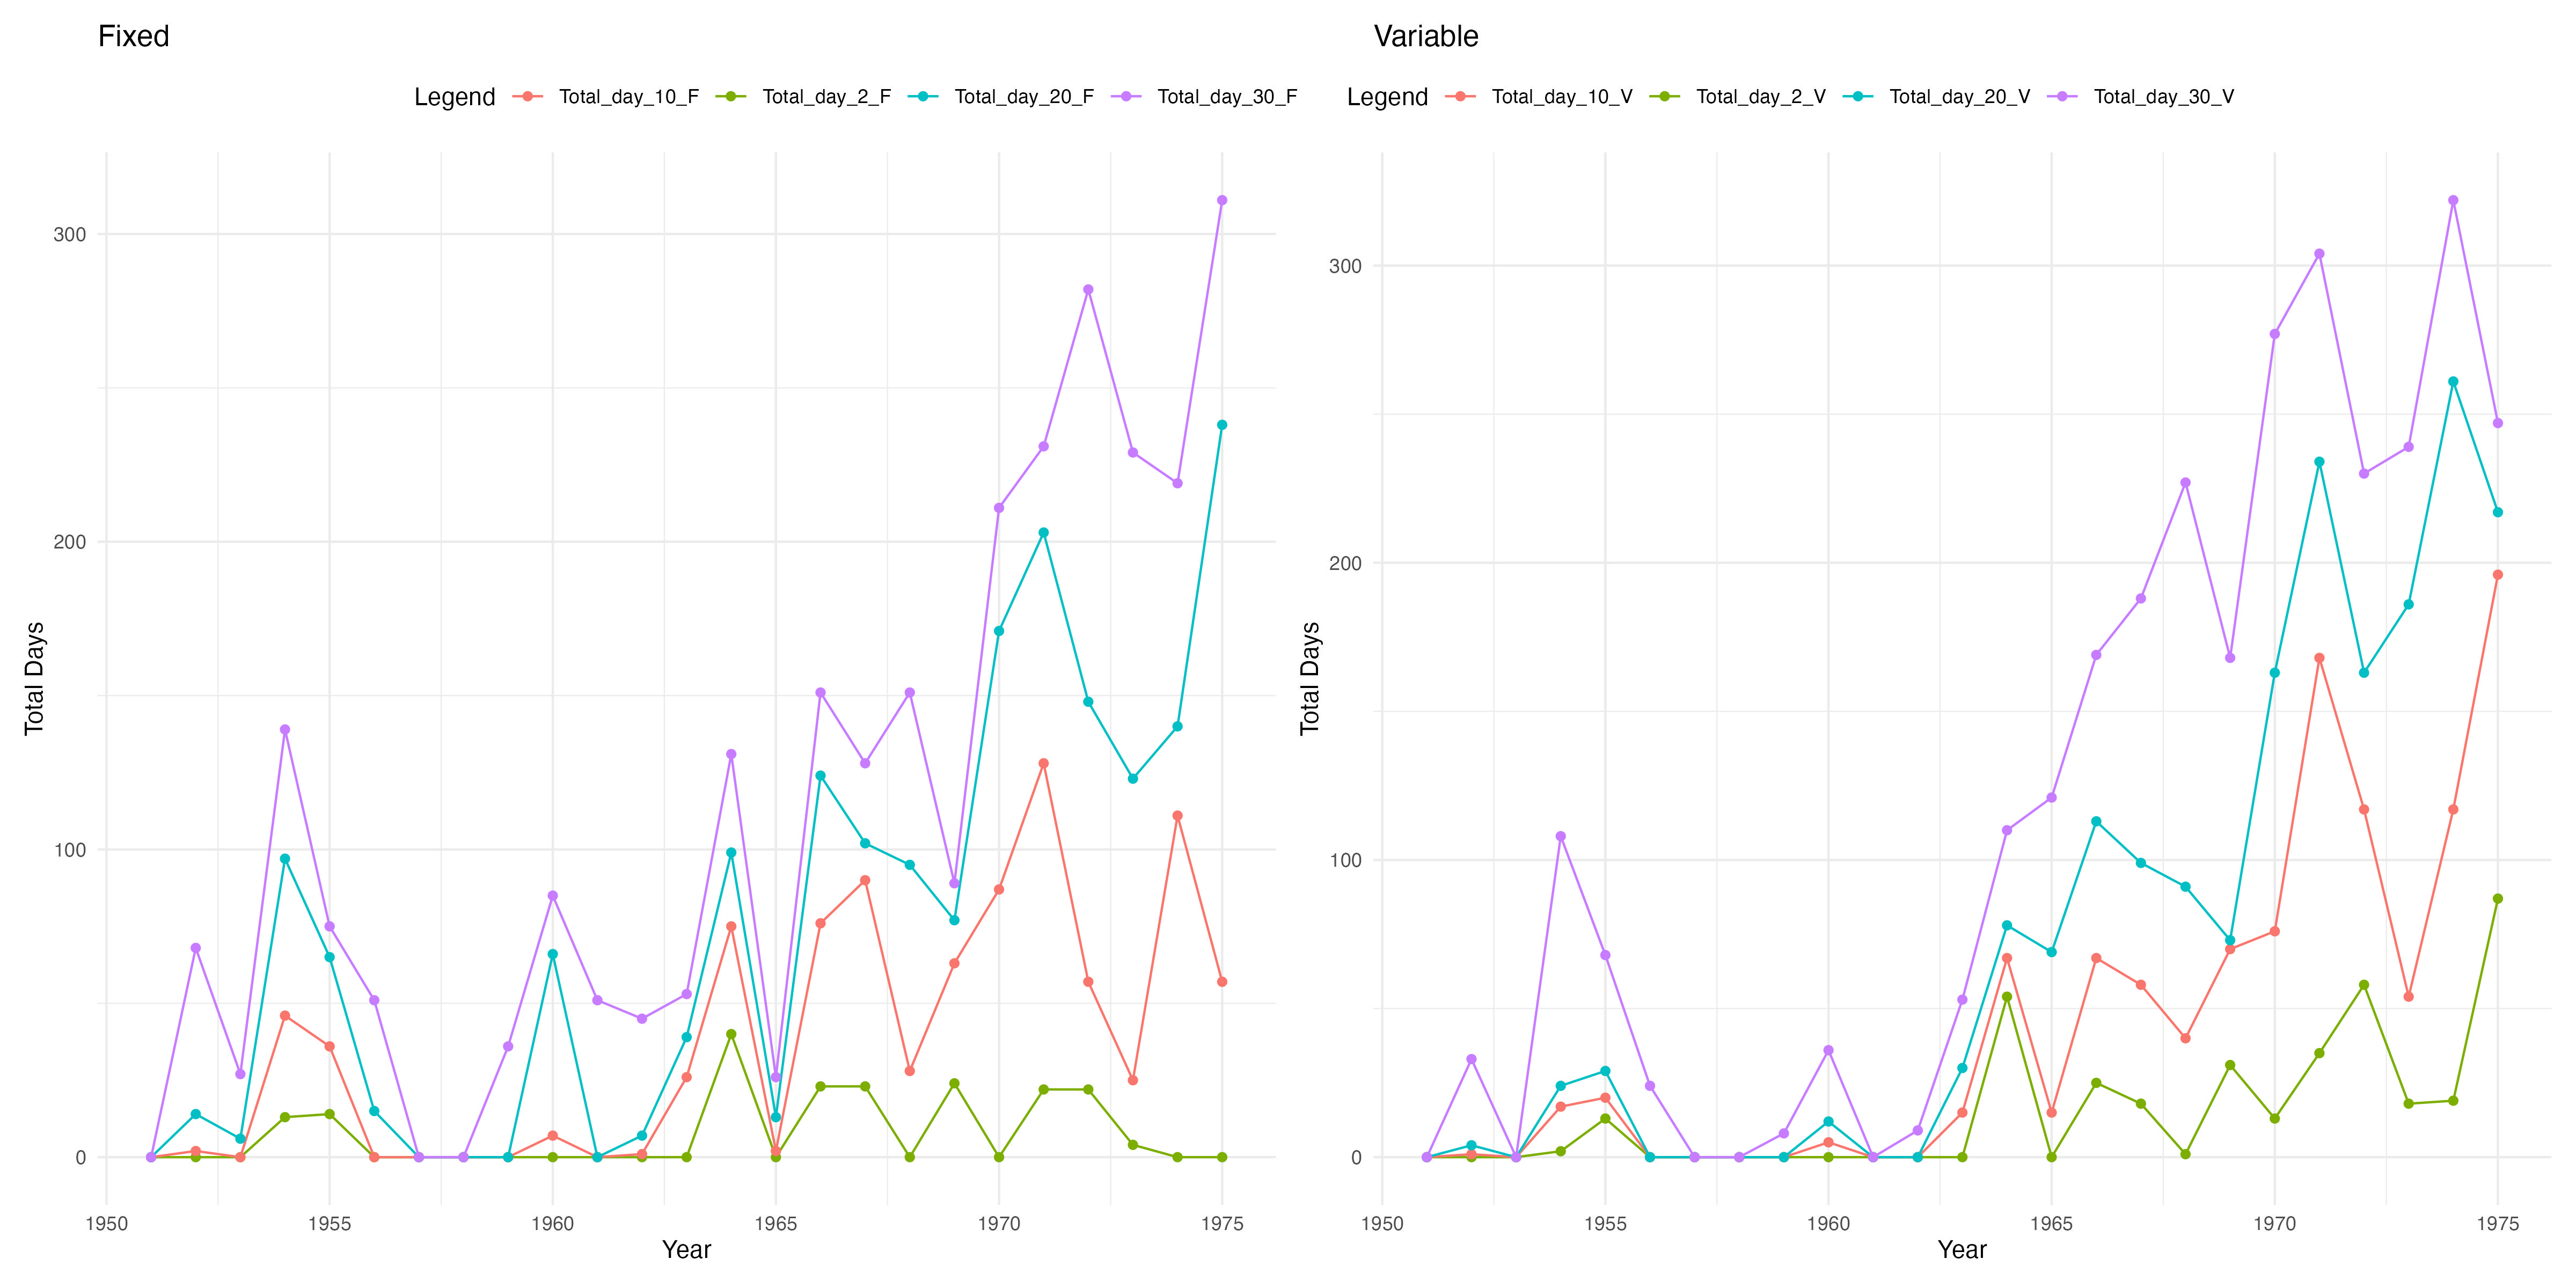 Fixed
Legend Total_day_10_F Total_day_2_F Total_day_20_F Total_day_30_F
Total Days
300
200
100
0
1950 1955 1960 1965 1970 1975
Year
Variable
Legend Total_day_10_V Total_day_2_V Total_day_20_V Total_day_30_V
Total Days
300
200
100
0
1950 1955 1960 1965 1970 1975
Year